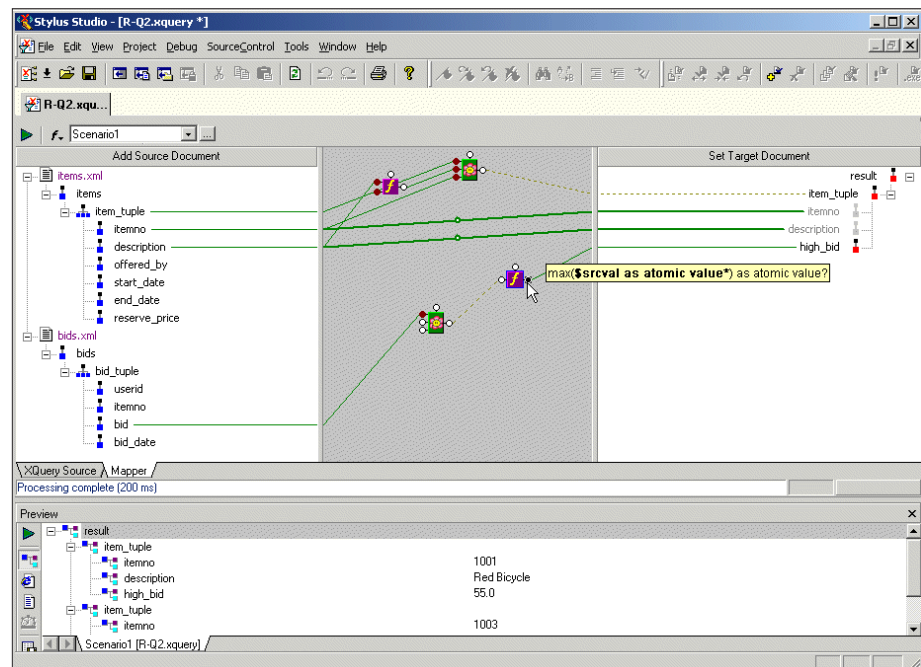 Stylus Studio - [R-Q2.xquery *]
File Edit View Project Debug SourceControl Tools Window Help
R-Q2.xqu...
Scenario1
...
Add Source Document
Set Target Document
items.xml
items
item_tuple
itemno
description
offered_by
start_date
end_date
reserve_price
bids.xml
bids
bid_tuple
userid
itemno
bid
bid_date
result
item_tuple
itemno
description
high_bid
max($srcval as atomic value*) as atomic value?
XQuery Source Mapper
Processing complete (200 ms)
Preview
result
item_tuple
itemno 1001
description Red Bicycle
high_bid 55.0
item_tuple
itemno 1003
Scenario1 [R-Q2.xquery]